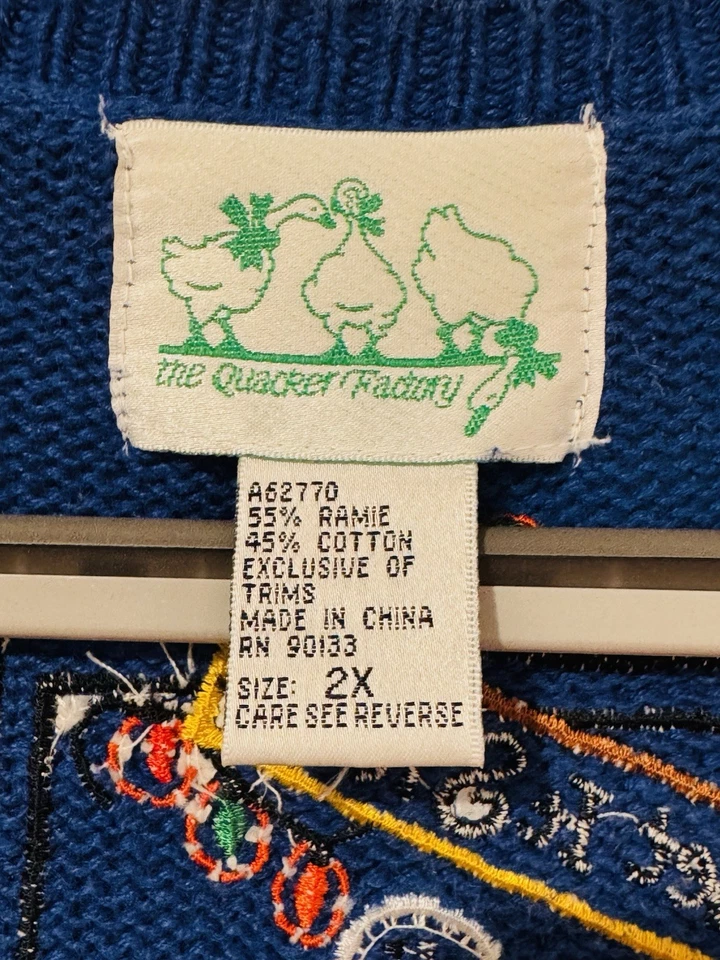 the Quacker Factory
A62770
55% RAMIE
45% COTTON
EXCLUSIVE OF
TRIMS
MADE IN CHINA
RN 90133
SIZE: 2X
CARE SEE REVERSE